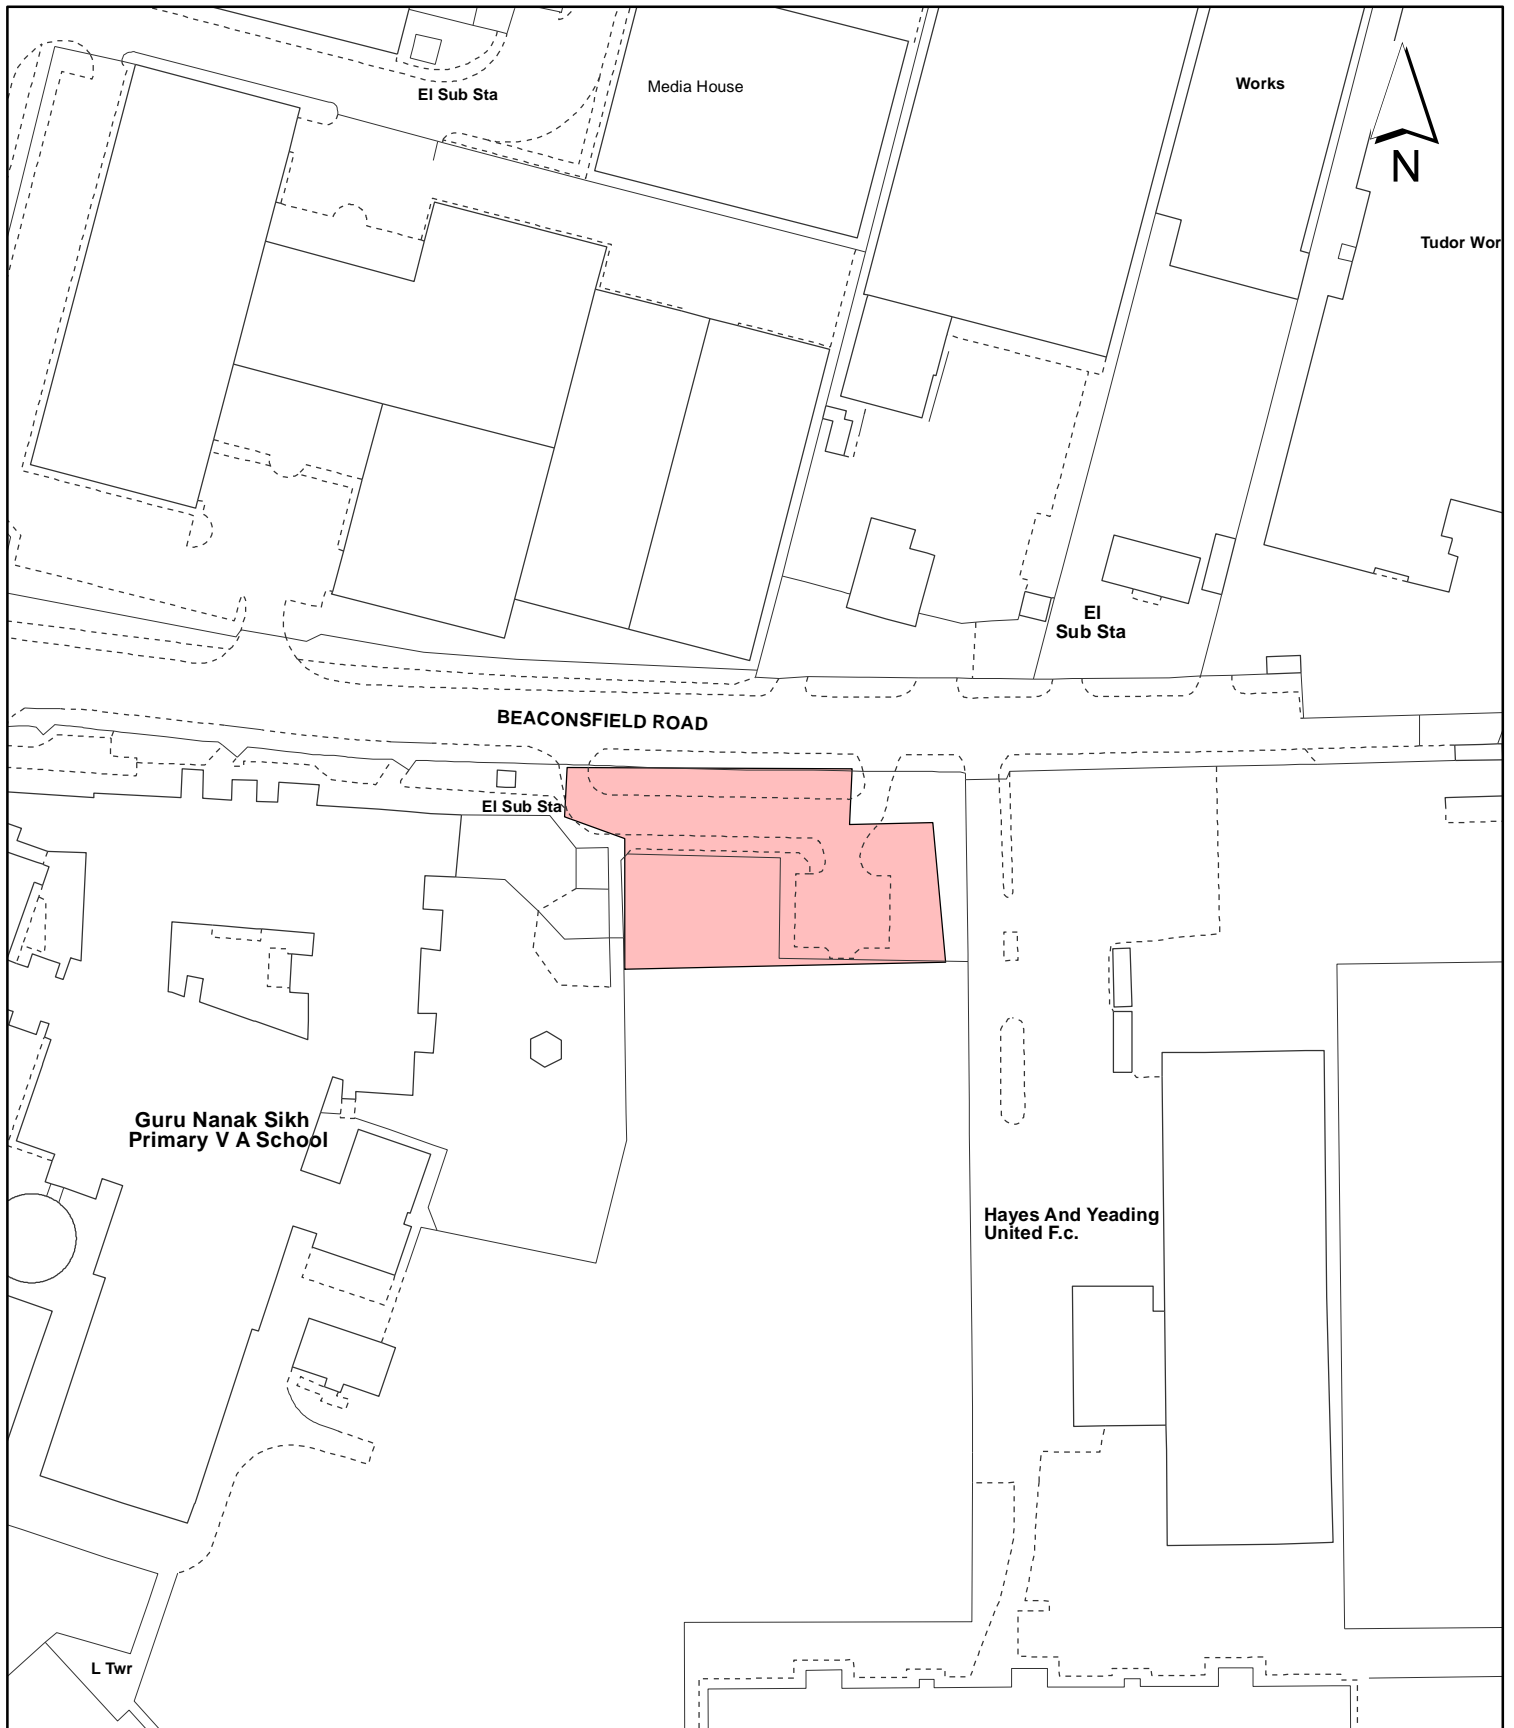 El Sub Sta
Media House
Works
N
Tudor Wor
El
Sub Sta
BEACONSFIELD ROAD
El Sub Sta
Guru Nanak Sikh
Primary V A School
Hayes And Yeading
United F.c.
L Twr